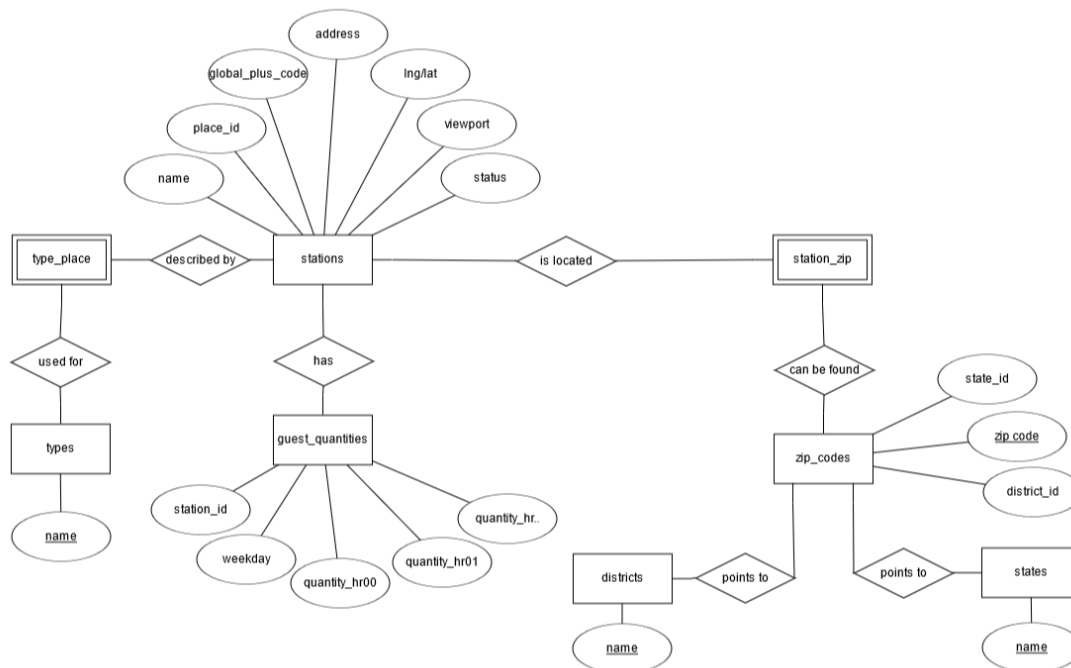 address
global_plus_code
lng/lat
place_id
viewport
name
status
type_place
described by
stations
is located
station_zip
used for
has
can be found
state_id
types
guest_quantities
zip_codes
zip code
station_id
district_id
quantity_hr..
name
weekday
quantity_hr01
quantity_hr00
districts
points to
points to
states
name
name